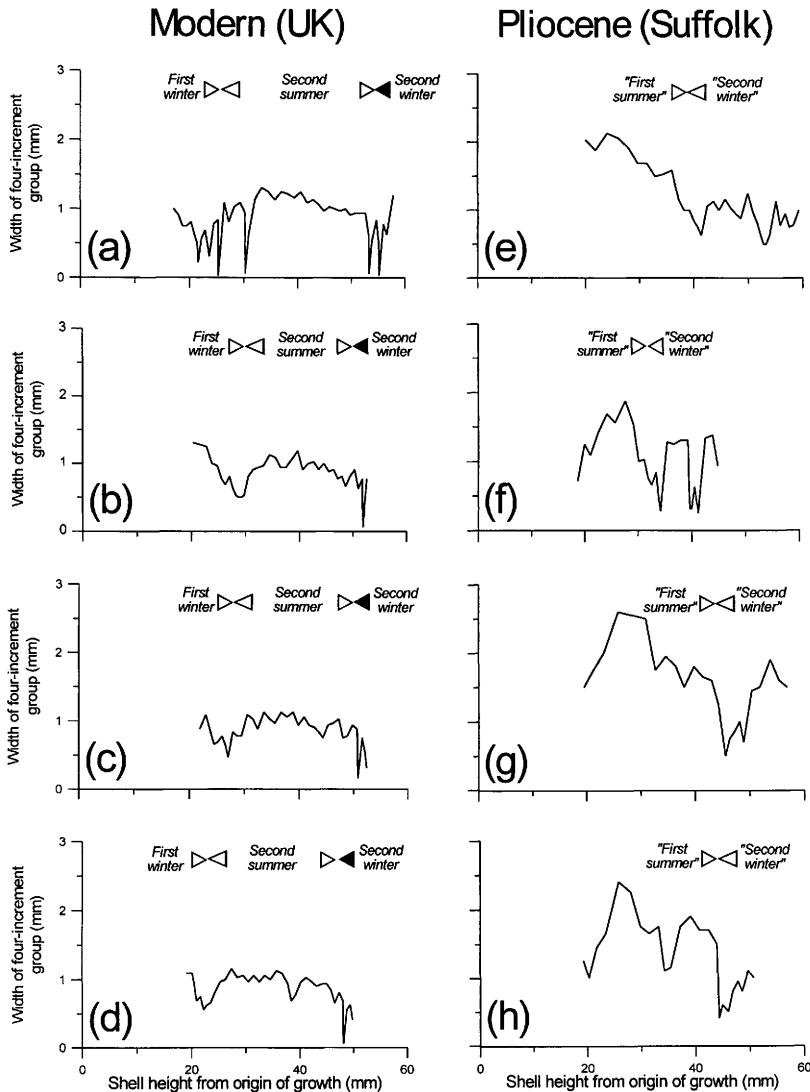 Modern (UK)
Pliocene (Suffolk)
Width of four-increment
group (mm)
3
2
1
0
First
winter
Second
summer
Second
winter
(a)
"First
summer"
"Second
winter"
(e)
Width of four-increment
group (mm)
3
2
1
0
First
winter
Second
summer
Second
winter
(b)
"First
summer"
"Second
winter"
(f)
Width of four-increment
group (mm)
3
2
1
0
First
winter
Second
summer
Second
winter
(c)
"First
summer"
"Second
winter"
(g)
Width of four-increment
group (mm)
3
2
1
0
First
winter
Second
summer
Second
winter
(d)
0
20
40
60
Shell height from origin of growth (mm)
"First
summer"
"Second
winter"
(h)
0
20
40
60
Shell height from origin of growth (mm)